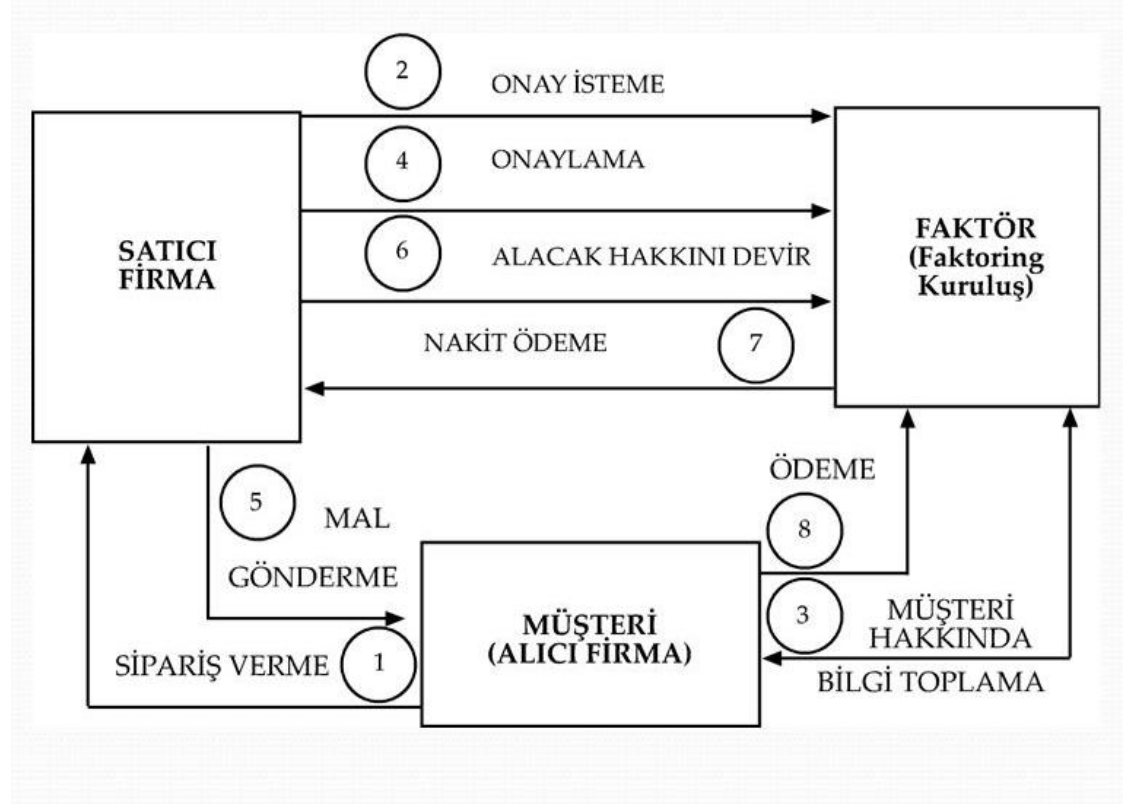 2
ONAY İSTEME
4
ONAYLAMA
SATICI
FİRMA
FAKTÖR
(Faktoring
Kuruluş)
6
ALACAK HAKKINI DEVİR
NAKİT ÖDEME
7
5
MAL
GÖNDERME
ÖDEME
8
3
MÜŞTERİ
HAKKINDA
BİLGİ TOPLAMA
MÜŞTERİ
(ALICI FİRMA)
SİPARİŞ VERME
1